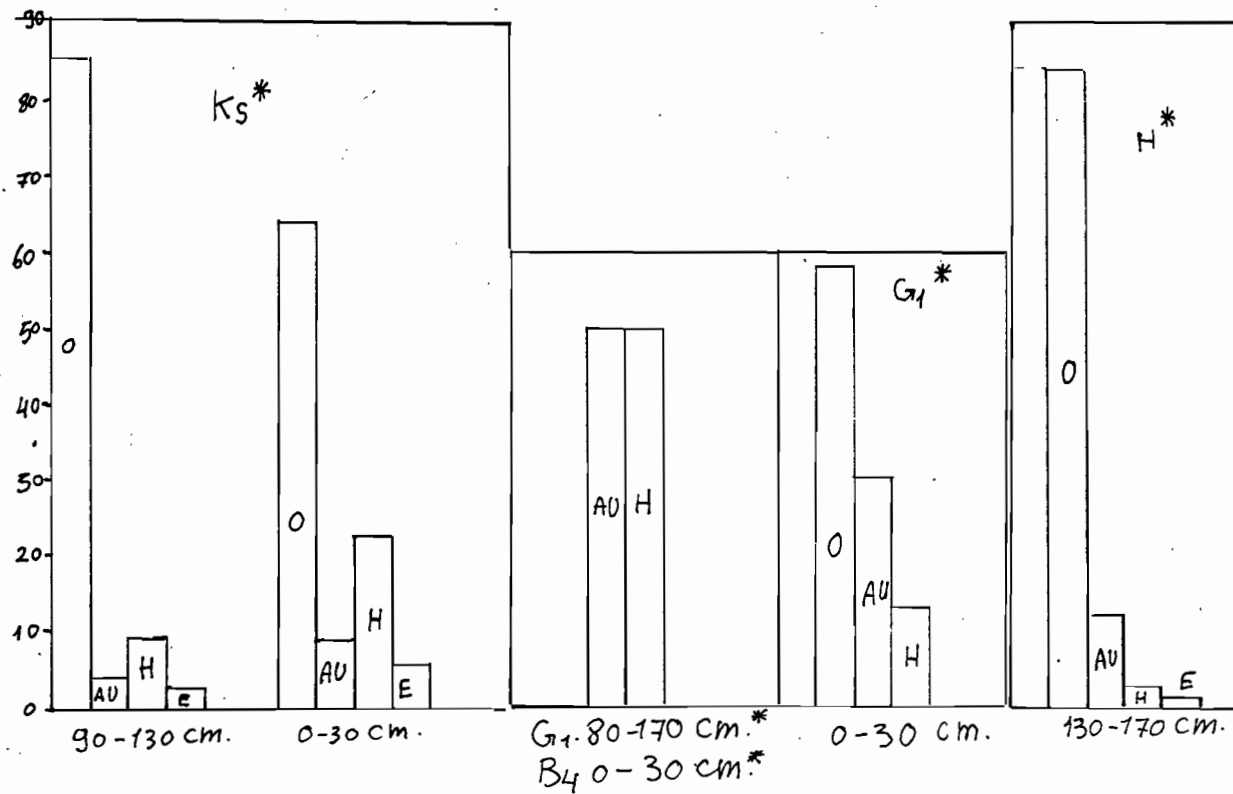 90
80
70
60
50
40
30
20
10
0
Ks*
O
AU
H
E
O
AU
H
E
AU
H
G1*
O
AU
H
H*
O
AU
H
E
90-130 cm.
0-30 cm.
G1. 80-170 cm.*
B4 0-30 cm.*
0-30 cm.
130-170 cm.